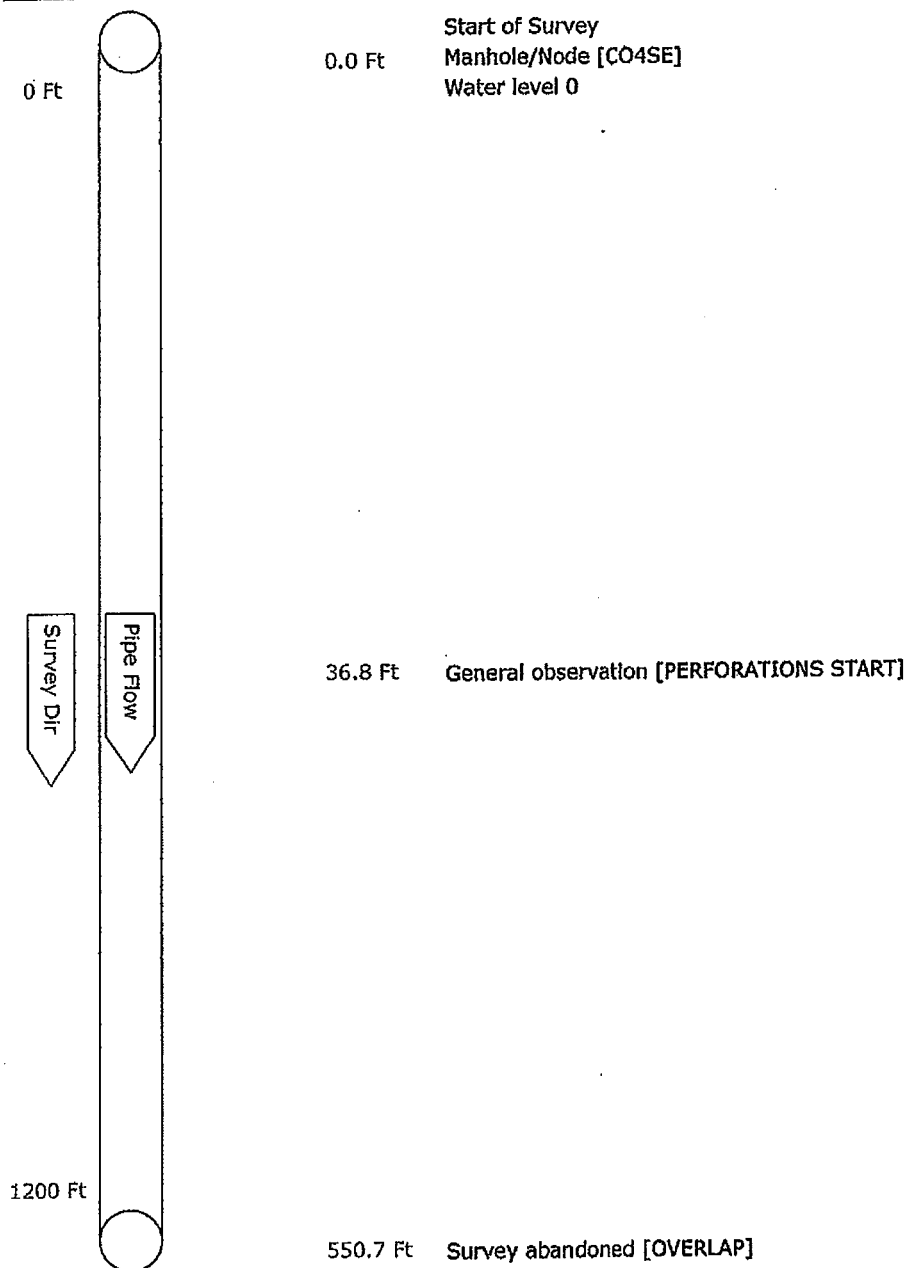 Start of Survey
0.0 Ft Manhole/Node [CO4SE]
0 Ft Water level 0
Survey Dir
Pipe Flow
36.8 Ft General observation [PERFORATIONS START]
1200 Ft
550.7 Ft Survey abandoned [OVERLAP]